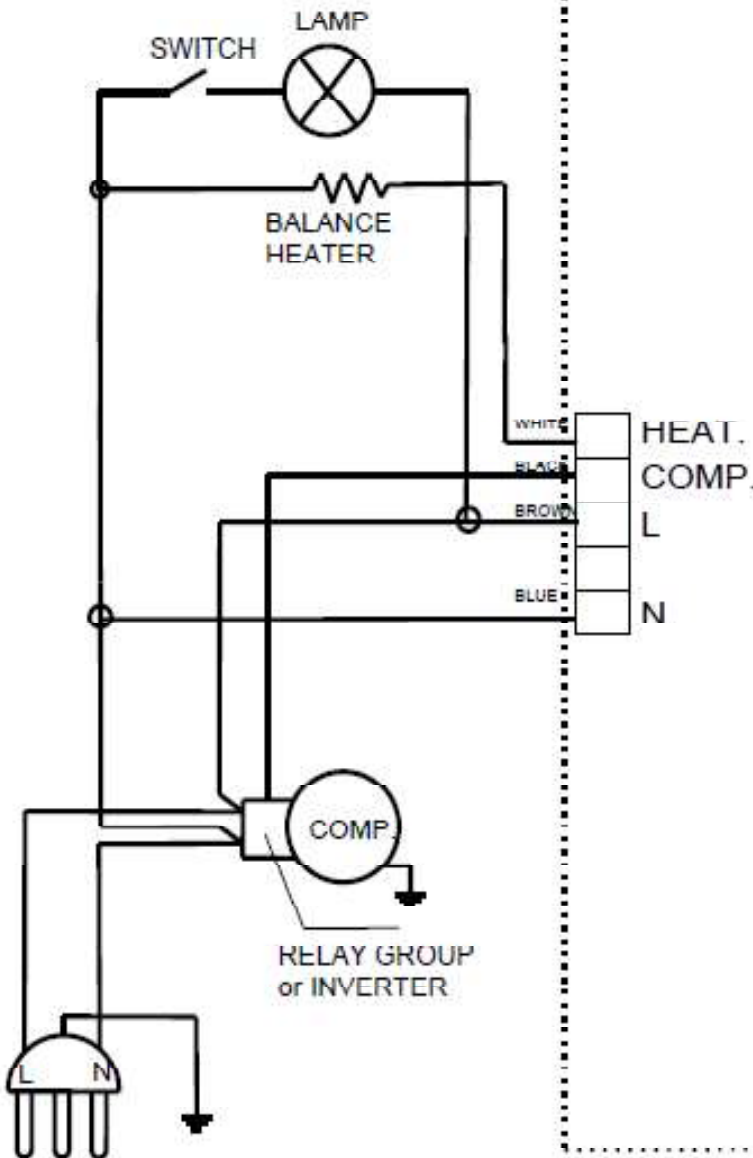 LAMP
SWITCH
BALANCE
HEATER
WHITE
HEAT.
BLACK
COMP.
BROWN
L
BLUE
N
COMP
RELAY GROUP
or INVERTER
L N